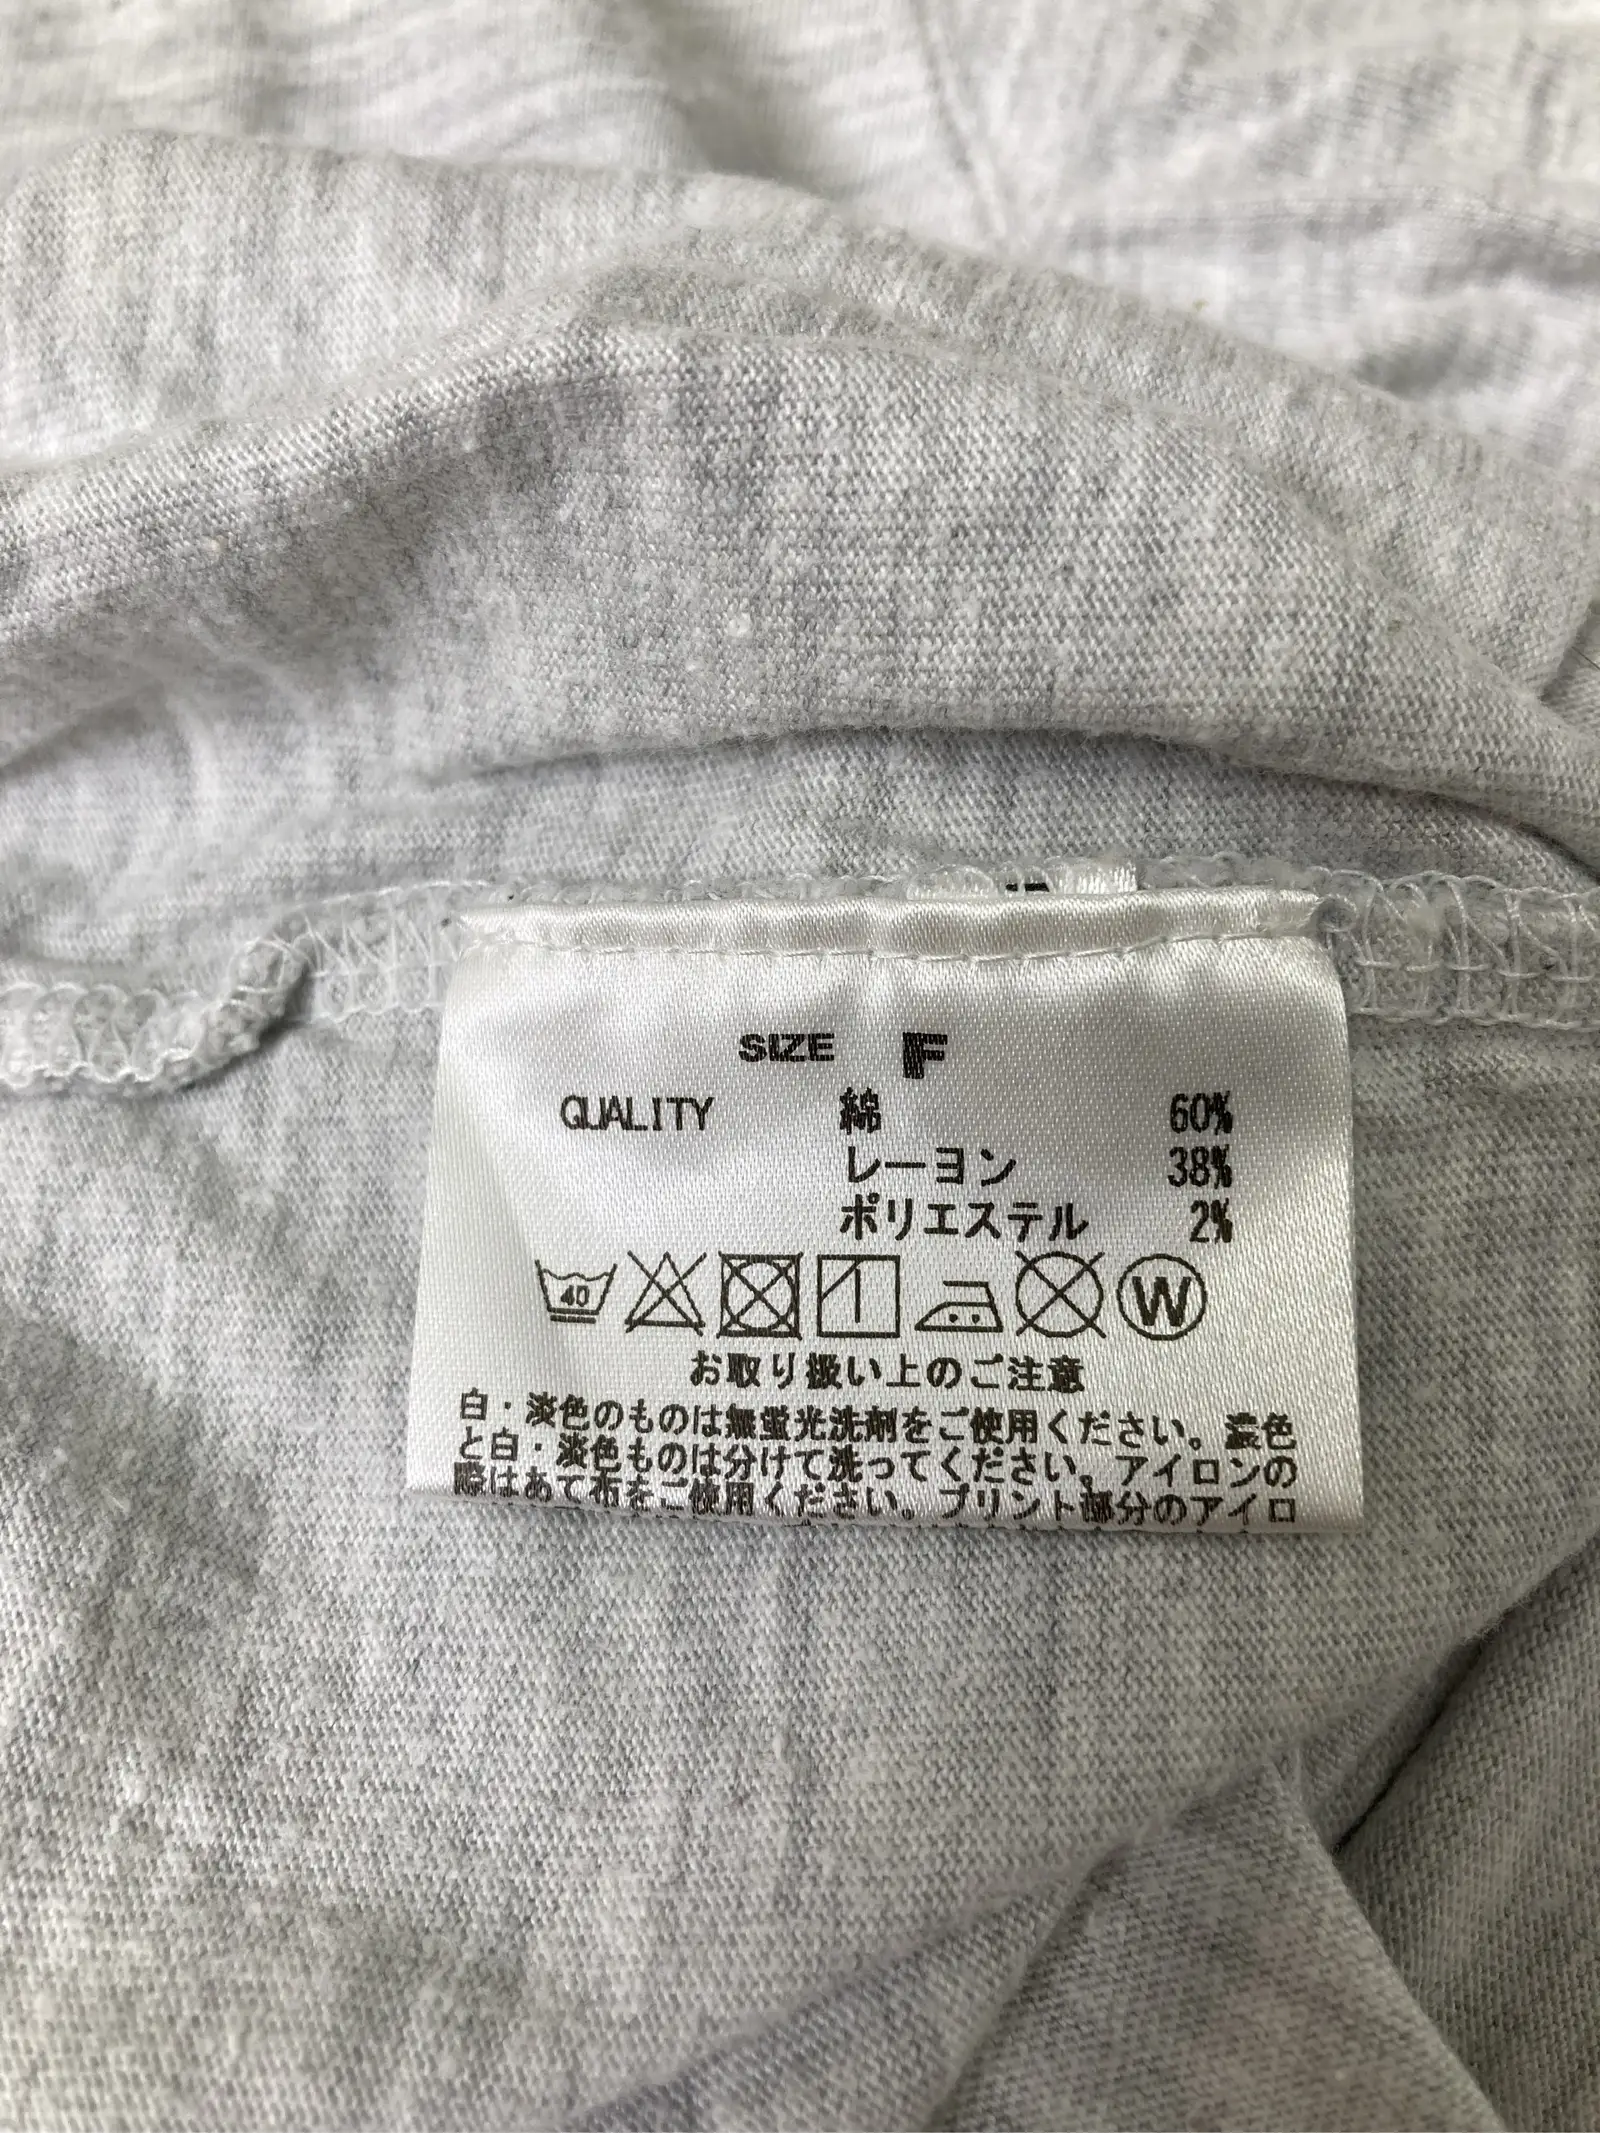 SIZE F
QUALITY 綿 60%
レーヨン 38%
ポリエステル 2%
40 W
お取り扱い上のご注意
白・淡色のものは無蛍光洗剤をご使用ください。濃色
と白・淡色ものは分けて洗ってください。アイロンの
際はあて布をご使用ください。プリント部分のアイロ